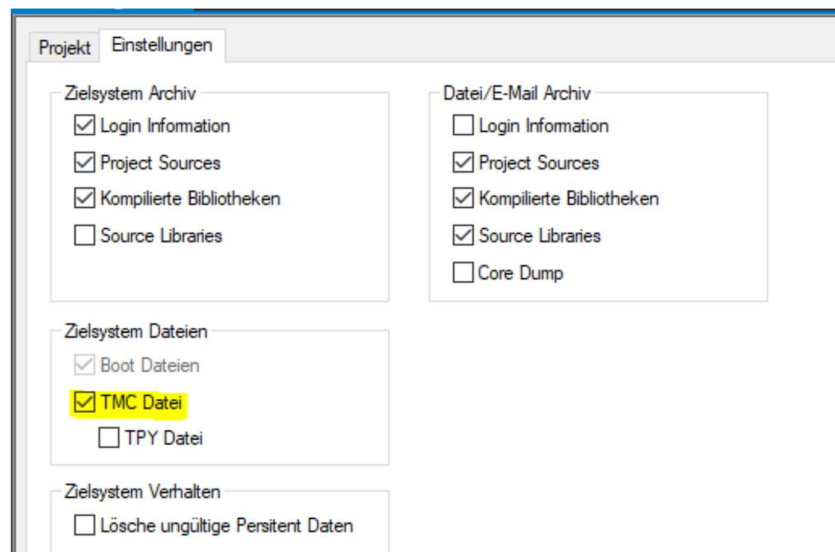 Projekt Einstellungen
Zielsystem Archiv
Login Information
Project Sources
Kompilierte Bibliotheken
Source Libraries
Datei/E-Mail Archiv
Login Information
Project Sources
Kompilierte Bibliotheken
Source Libraries
Core Dump
Zielsystem Dateien
Boot Dateien
TMC Datei
TPY Datei
Zielsystem Verhalten
Lösche ungültige Persitent Daten